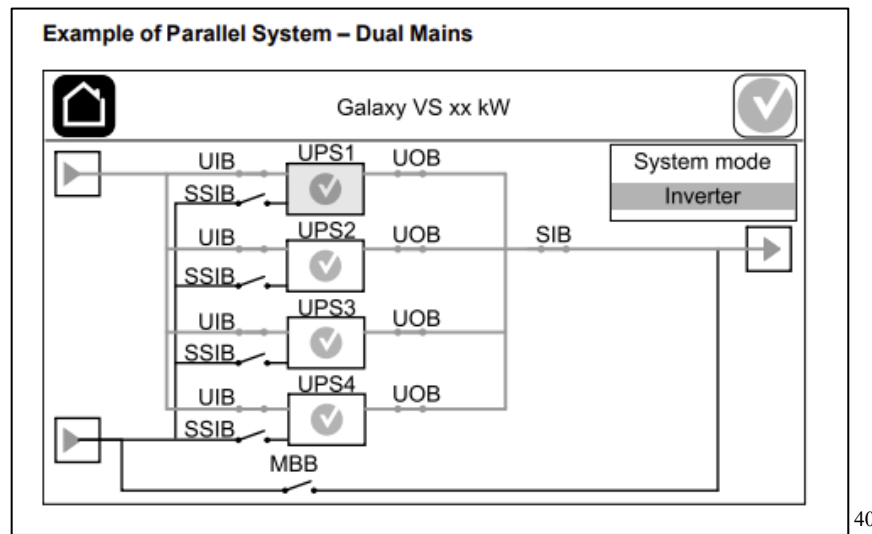 Example of Parallel System – Dual Mains
Galaxy VS xx kW
UIB UPS1 UOB
System mode
SSIB
Inverter
UIB UPS2 UOB SIB
SSIB
UIB UPS3 UOB
SSIB
UIB UPS4 UOB
SSIB
MBB
40